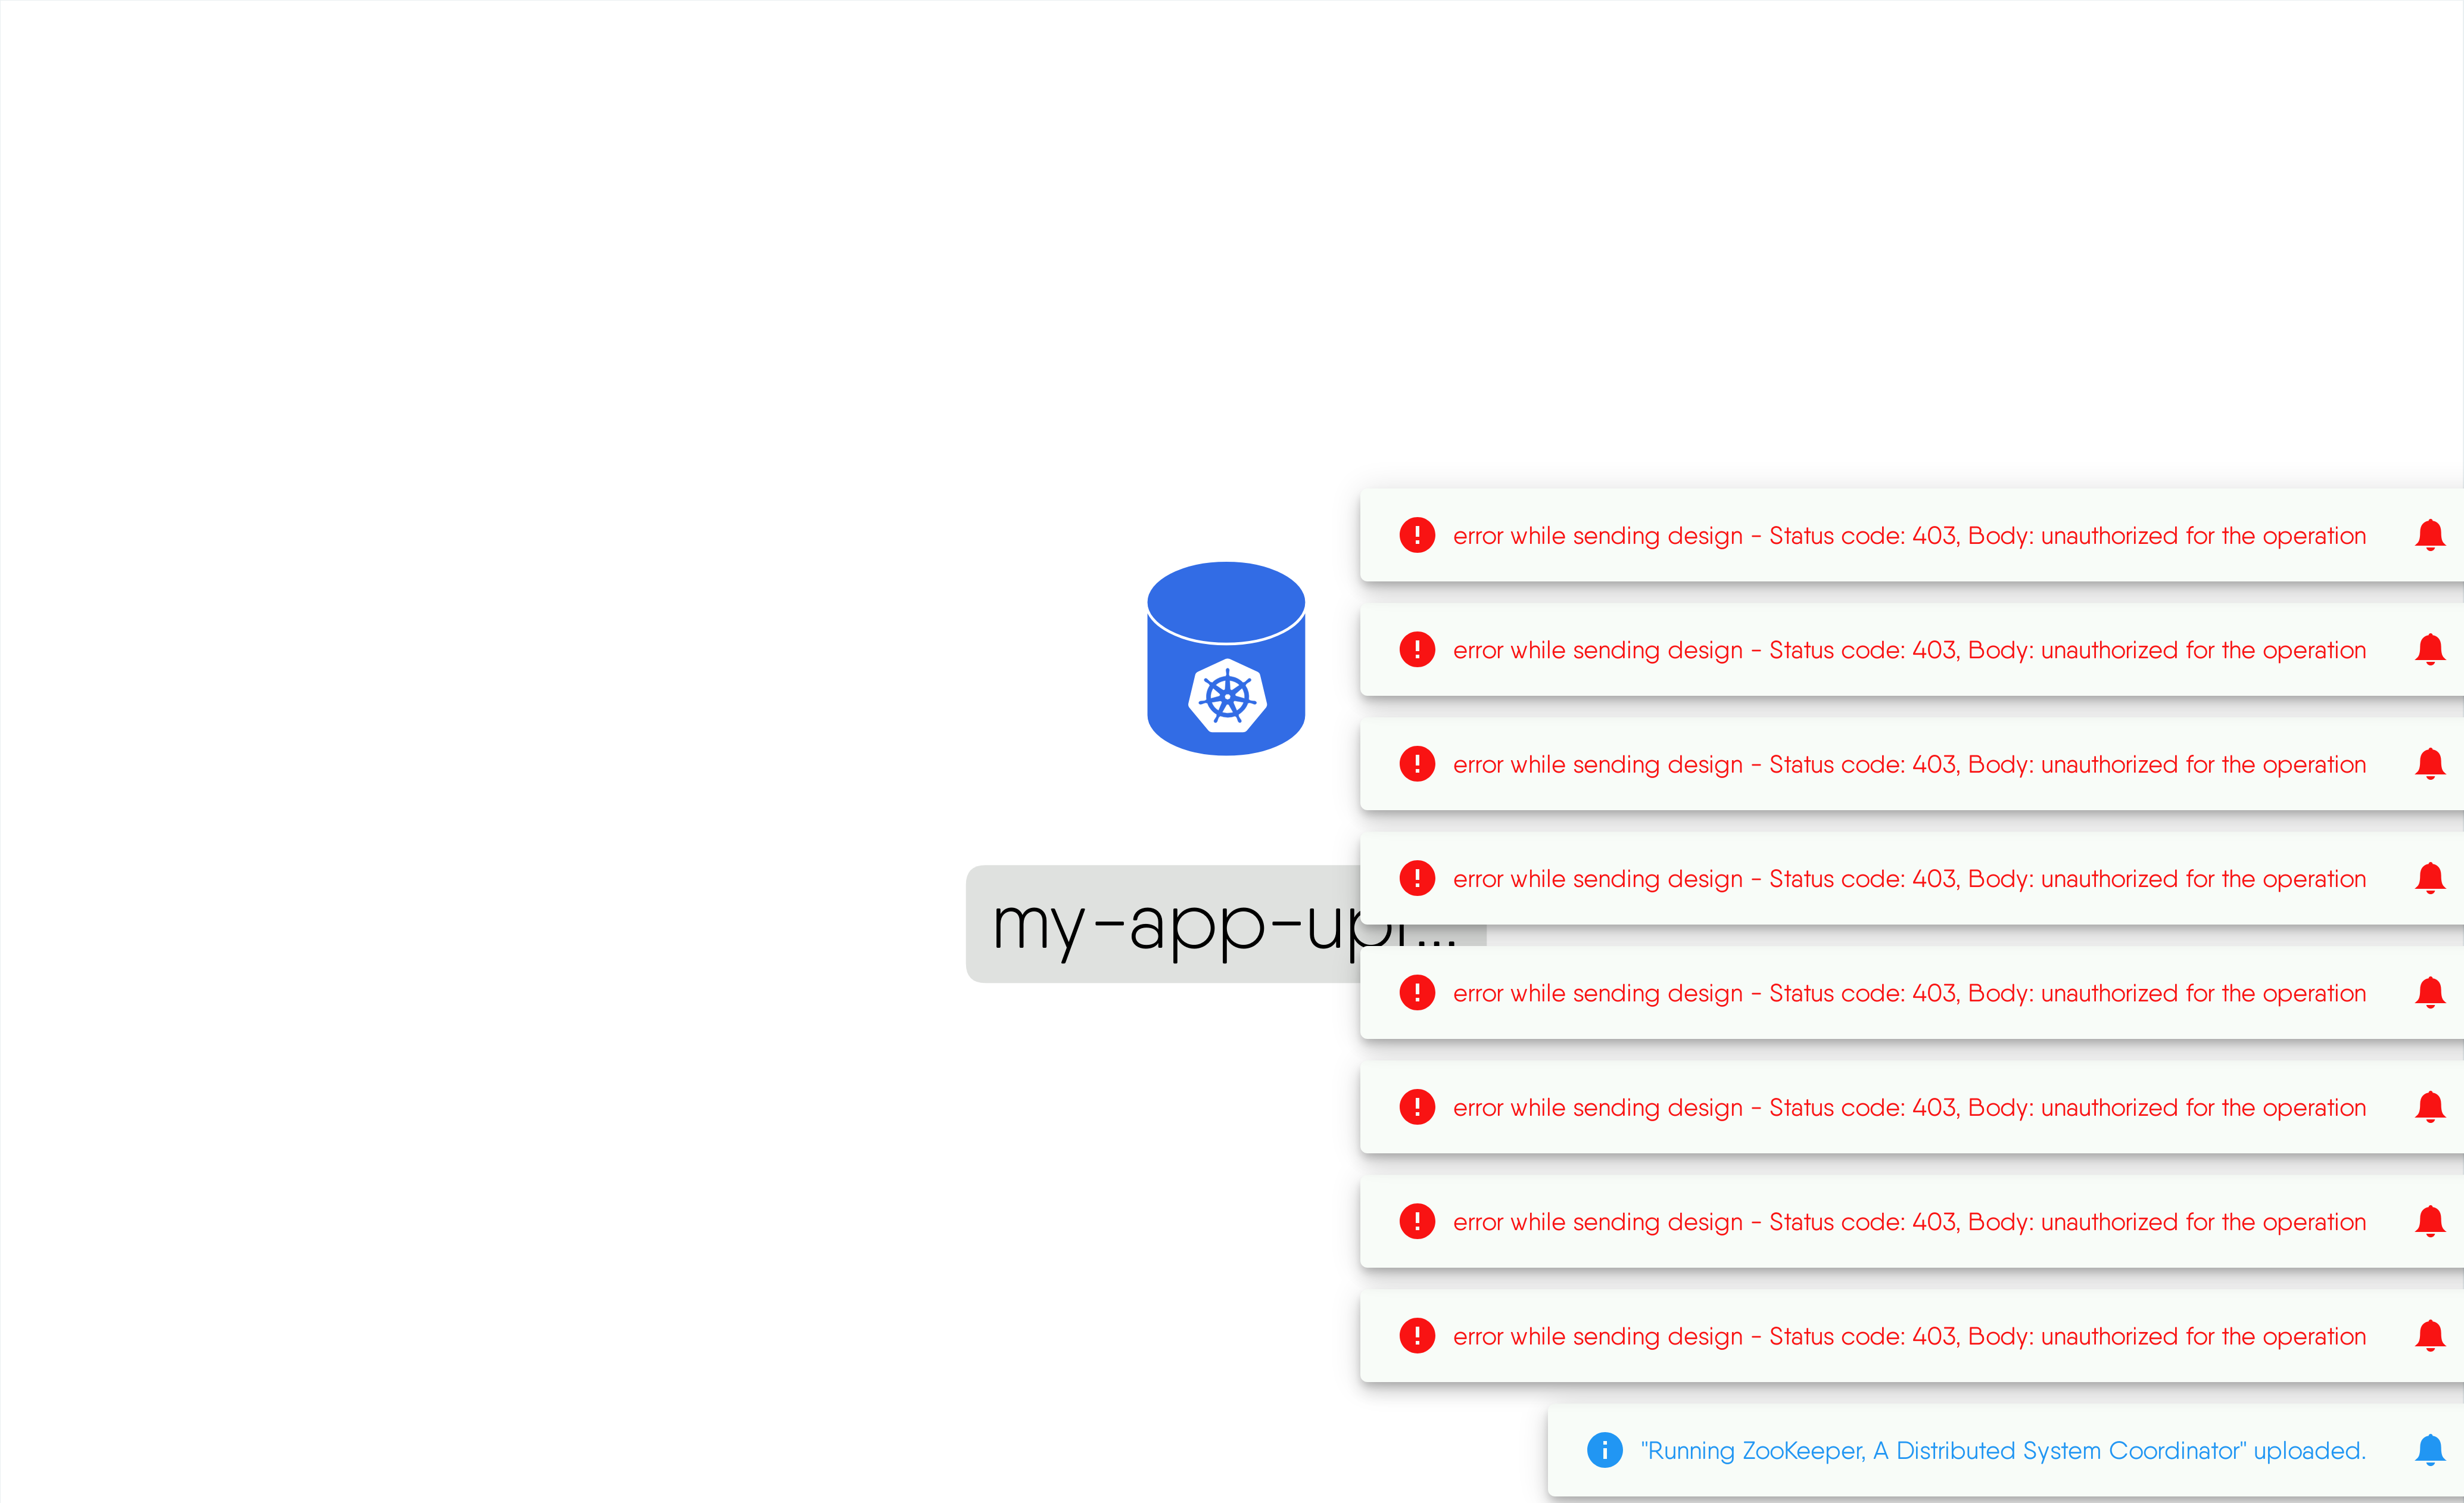 error while sending design - Status code: 403, Body: unauthorized for the operation
error while sending design - Status code: 403, Body: unauthorized for the operation
error while sending design - Status code: 403, Body: unauthorized for the operation
error while sending design - Status code: 403, Body: unauthorized for the operation
my-app-upr...
error while sending design - Status code: 403, Body: unauthorized for the operation
error while sending design - Status code: 403, Body: unauthorized for the operation
error while sending design - Status code: 403, Body: unauthorized for the operation
error while sending design - Status code: 403, Body: unauthorized for the operation
"Running ZooKeeper, A Distributed System Coordinator" uploaded.